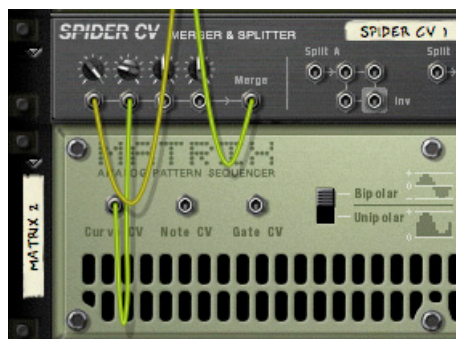 SPIDER CV MERGER & SPLITTER
SPIDER CV 1
Split A
Split
Merge
Inv
MATRIX
ANALOG PATTERN SEQUENCER
MATRIX 2
Bipolar
Unipolar
Curve CV
Note CV
Gate CV